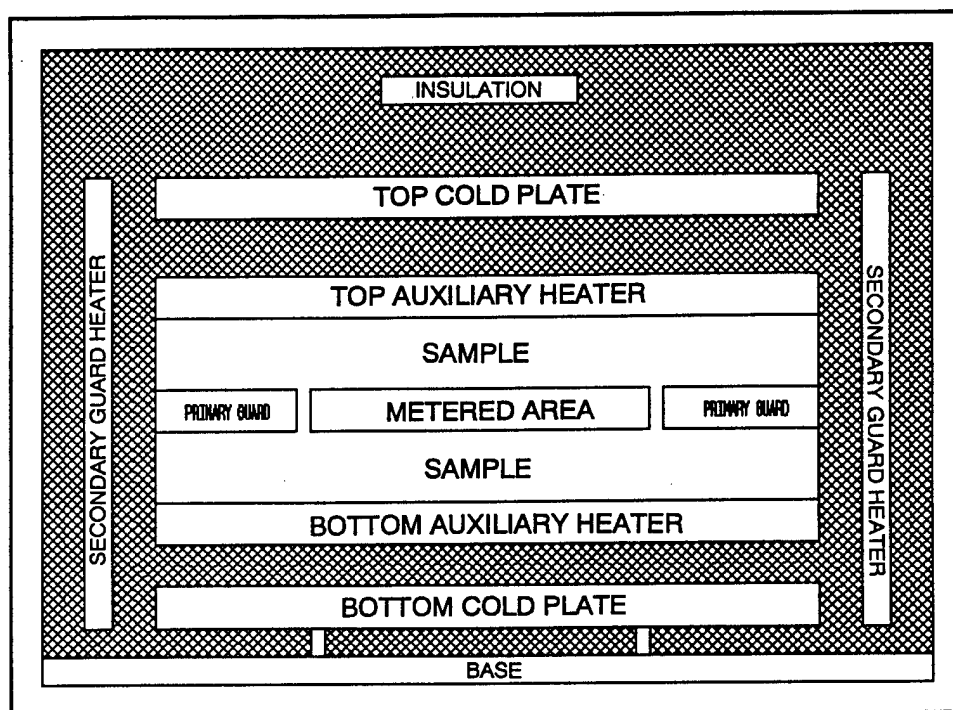 INSULATION
TOP COLD PLATE
SECONDARY GUARD HEATER
SECONDARY GUARD HEATER
TOP AUXILIARY HEATER
SAMPLE
PRIMARY GUARD
METERED AREA
PRIMARY GUARD
SAMPLE
BOTTOM AUXILIARY HEATER
BOTTOM COLD PLATE
BASE